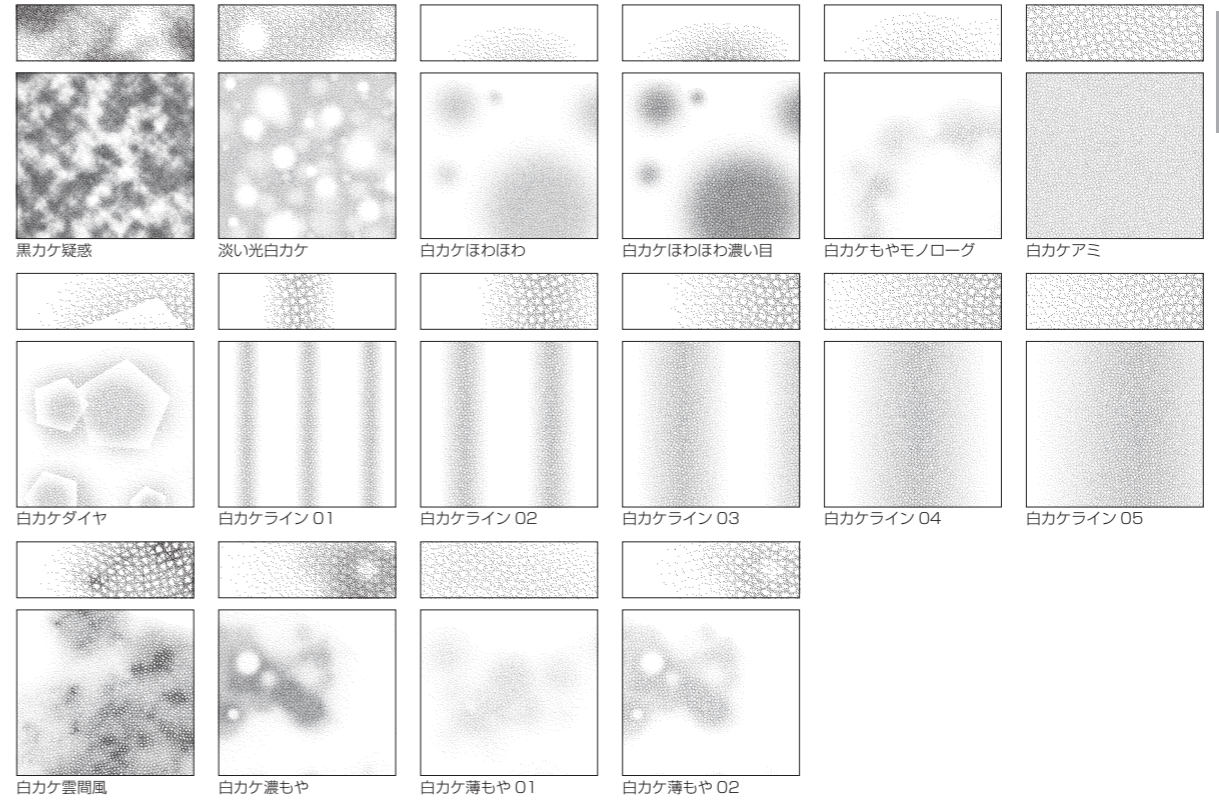 黒カケ疑惑
淡い光白カケ
白カケほわほわ
白カケほわほわ濃い目
白カケもやモノローグ
白カケアミ
白カケダイヤ
白カケライン 01
白カケライン 02
白カケライン 03
白カケライン 04
白カケライン 05
白カケ雲間風
白カケ濃もや
白カケ薄もや 01
白カケ薄もや 02